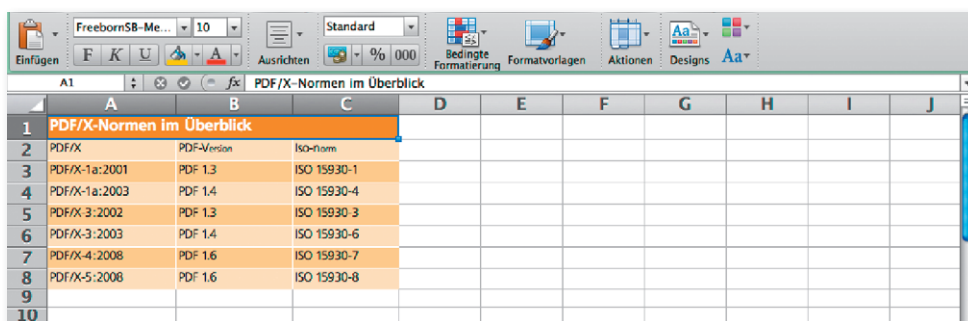 FreebornSB-Me... 10 Standard
F K U A % 000 Aa
Einfügen Ausrichten Bedingte Formatierung Formatvorlagen Aktionen Designs Aa
A1 fx PDF/X-Normen im Überblick
A B C D E F G H I J
1 PDF/X-Normen im Überblick
2 PDF/X PDF-Version Iso-norm
3 PDF/X-1a:2001 PDF 1.3 ISO 15930-1
4 PDF/X-1a:2003 PDF 1.4 ISO 15930-4
5 PDF/X-3:2002 PDF 1.3 ISO 15930-3
6 PDF/X-3:2003 PDF 1.4 ISO 15930-6
7 PDF/X-4:2008 PDF 1.6 ISO 15930-7
8 PDF/X-5:2008 PDF 1.6 ISO 15930-8
9
10